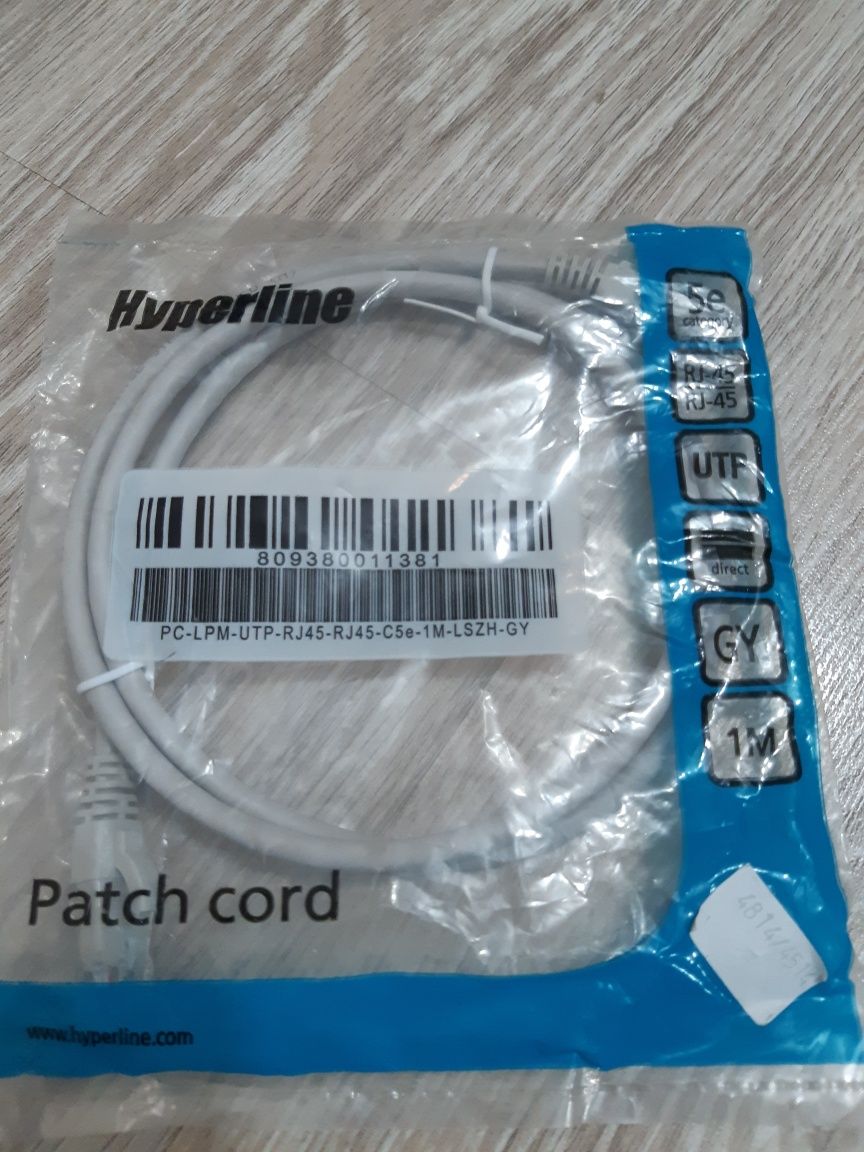 Hyperline
5e
category
RJ-45
RJ-45
UTP
direct
GY
1M
809380011381
PC-LPM-UTP-RJ45-RJ45-C5e-1M-LSZH-GY
Patch cord
www.hyperline.com